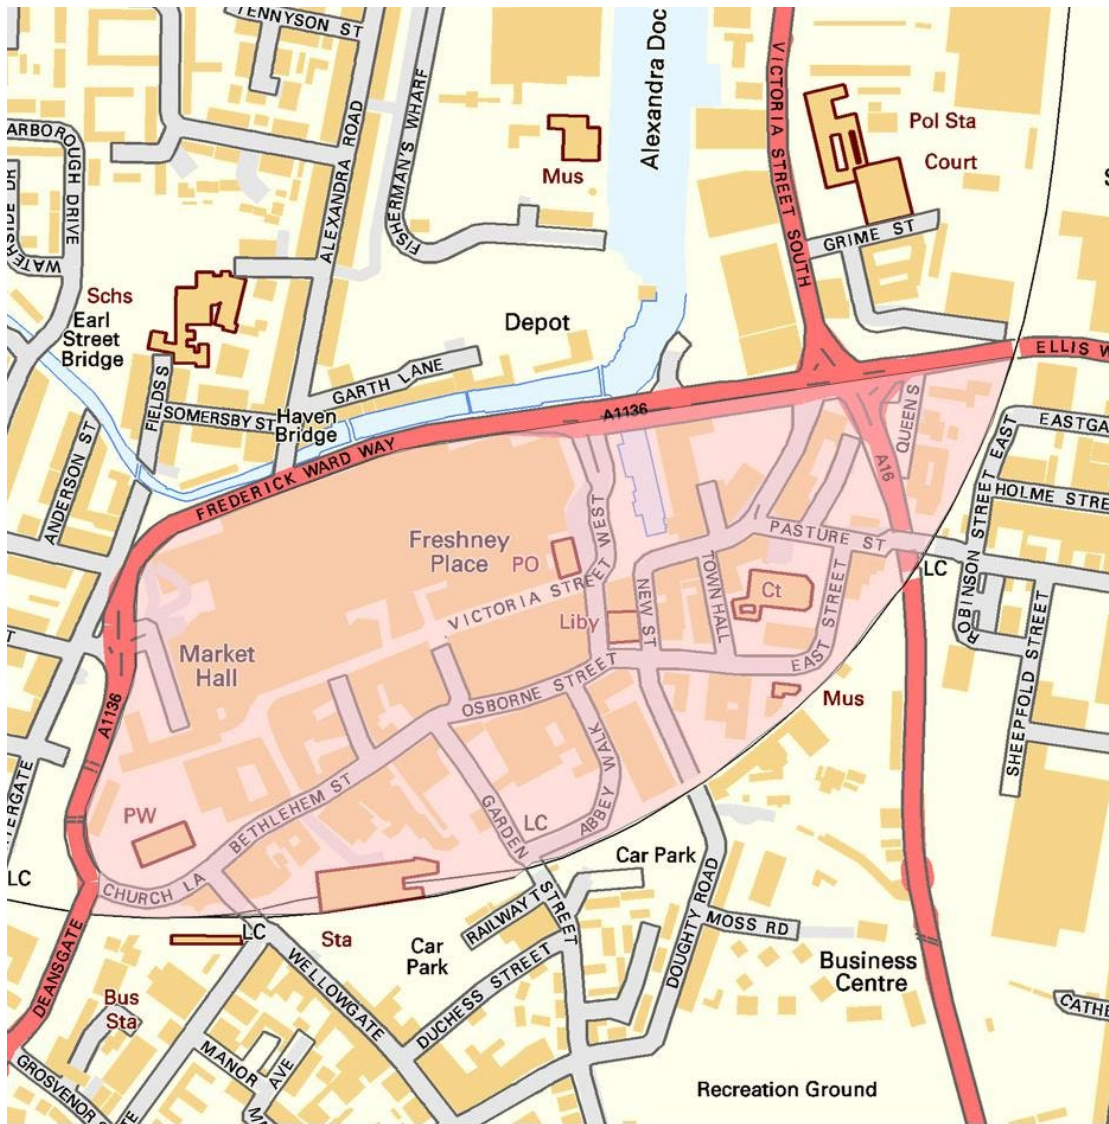 TENNYSON ST
Alexandra Doc
VICTORIA STREET SOUTH
Pol Sta
Court
GRIME ST
Mus
FISHERMAN'S WHARF
ALEXANDRA ROAD
ARBOROUGH DRIVE
WATERSIDE DR
Schs
Earl
Street
Bridge
Depot
ELLIS W
GARTH LANE
FIELDS S
SOMERSBY ST
Haven
Bridge
A1136
ANDERSON ST
FREDERICK WARD WAY
QUEEN S
EASTGA
A16
HOLME STRE
ROBINSON STREET EAST
PASTURE ST
Freshney
Place
PO
VICTORIA STREET WEST
LC
TOWN HALL
NEW ST
Ct
Liby
EAST STREET
SHEEPFOLD STREET
Market
Hall
OSBORNE STREET
Mus
A1136
TERGATE
PW
BETHLEHEM ST
GARDEN STREET
ABBEY WALK
LC
Car Park
CHURCH LA
LC
LC
Sta
RAILWAY T
Car
Park
DOUGHTY ROAD
MOSS RD
Business
Centre
DEANSGATE
WELLOWGATE
DUCHESS STREET
Bus
Sta
CATHE
MANOR AVE
GROSVENOR
MA
TE
Recreation Ground